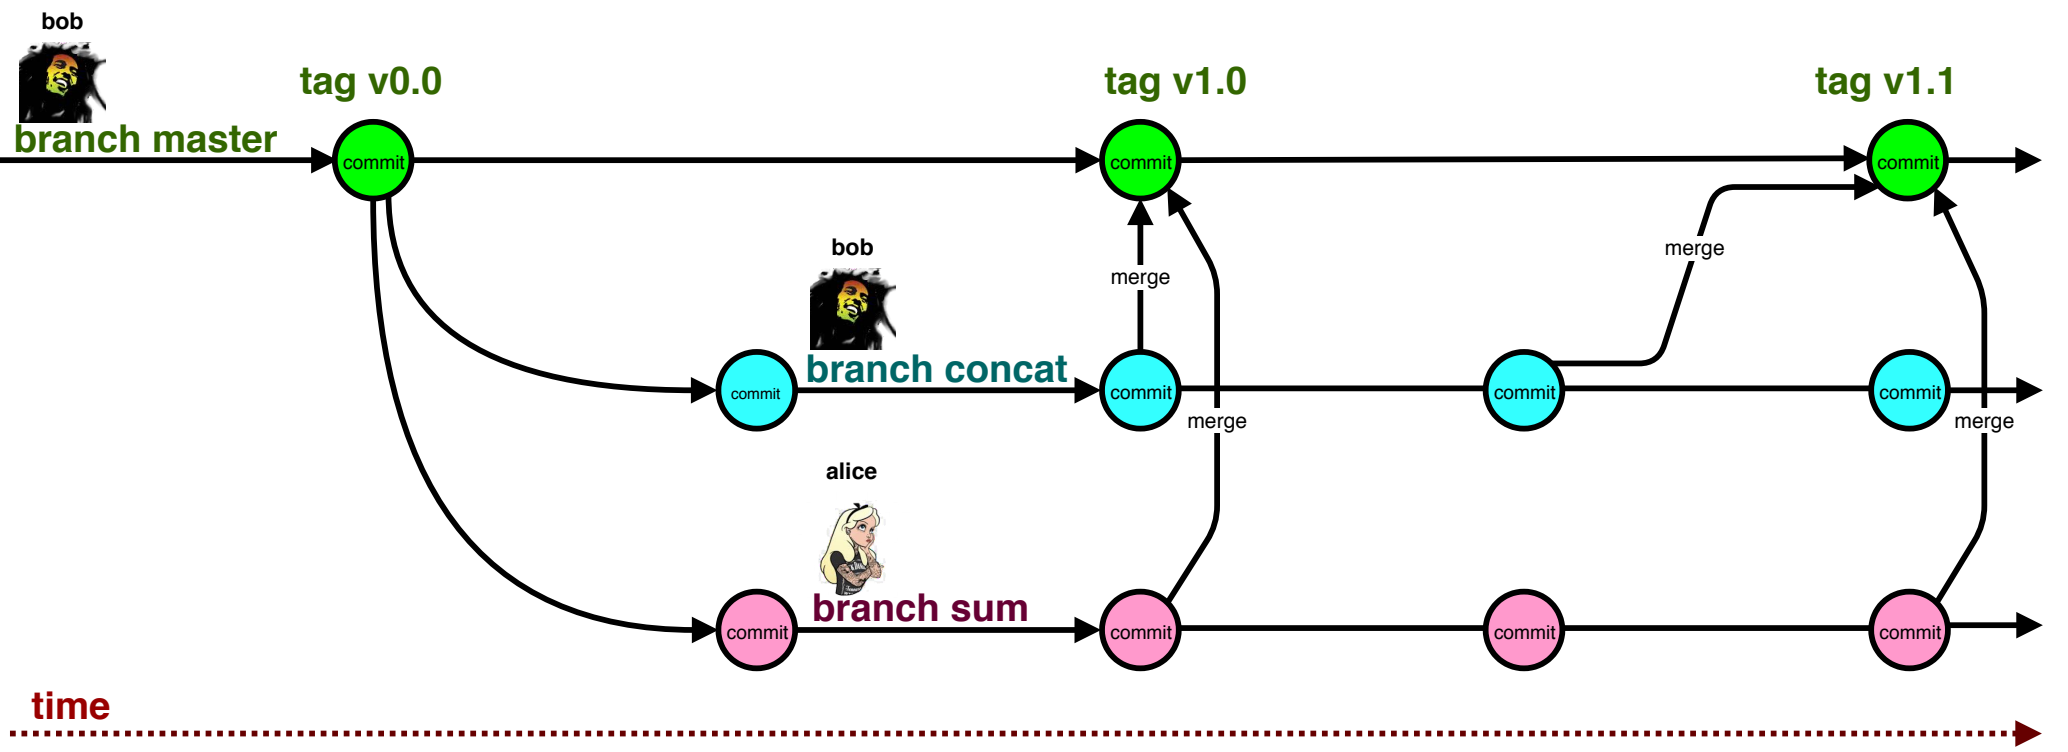 bob
tag v0.0
tag v1.0
tag v1.1
branch master
commit
commit
commit
merge
bob
merge
branch concat
commit
commit
commit
commit
merge
merge
alice
branch sum
commit
commit
commit
commit
time